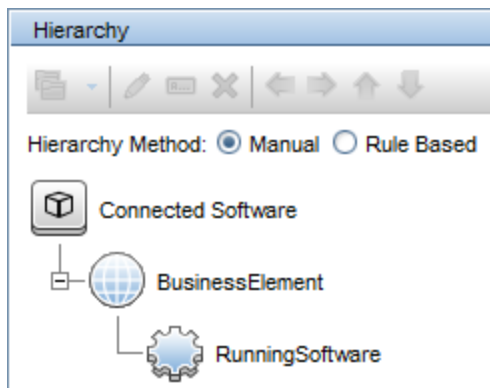 Hierarchy
Hierarchy Method: Manual Rule Based
Connected Software
BusinessElement
RunningSoftware